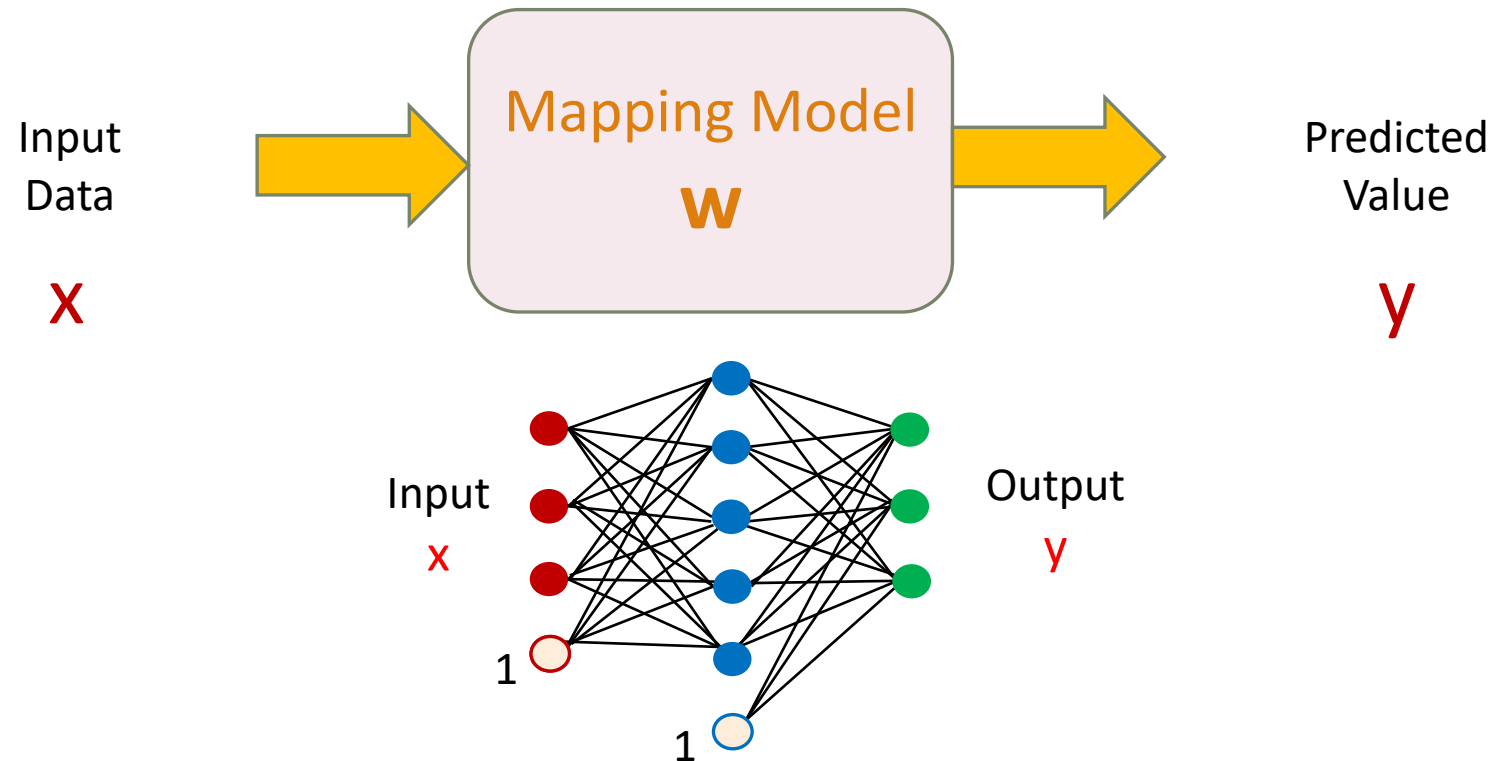 Input
Data
x
Mapping Model
w
Predicted
Value
y
Input
x
Output
y
1
1